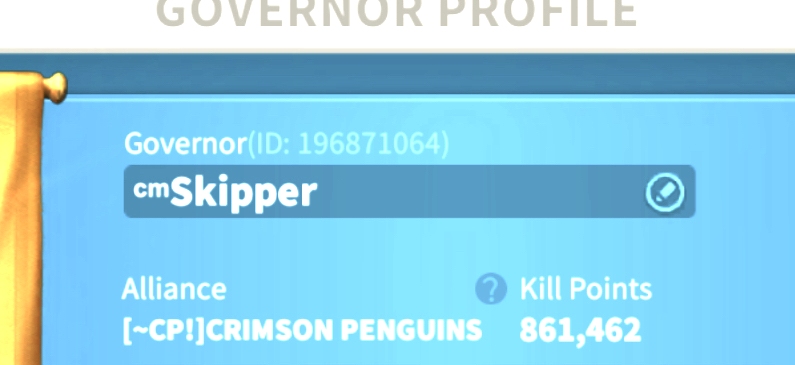 GOVERNOR PROFILE
Governor(ID: 196871064)
ᶜᵐSkipper
Alliance
[~CP!]CRIMSON PENGUINS
? Kill Points
861,462